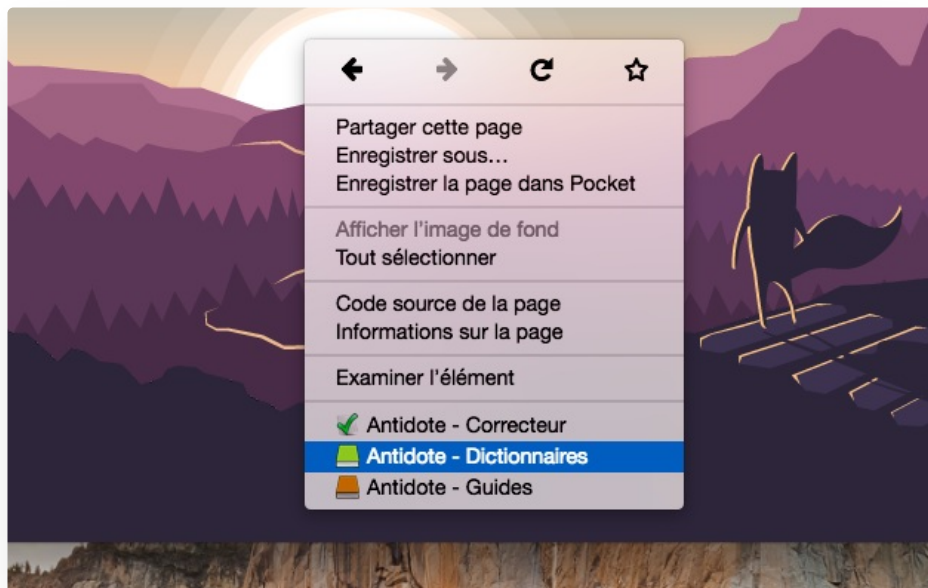 Partager cette page
Enregistrer sous…
Enregistrer la page dans Pocket
Afficher l'image de fond
Tout sélectionner
Code source de la page
Informations sur la page
Examiner l'élément
Antidote - Correcteur
Antidote - Dictionnaires
Antidote - Guides